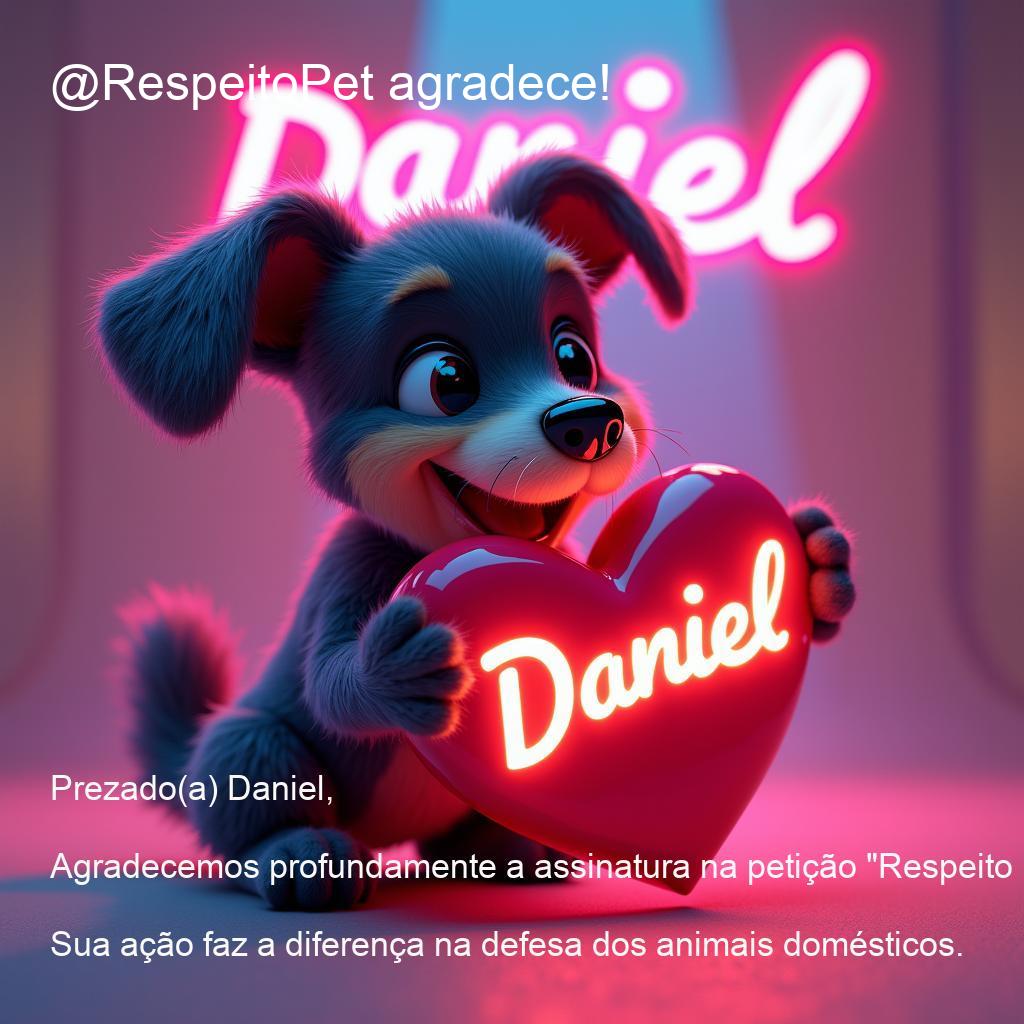 @RespeitoPet agradece!
Daniel
Daniel
Prezado(a) Daniel,
Agradecemos profundamente a assinatura na petição "Respeito
Sua ação faz a diferença na defesa dos animais domésticos.